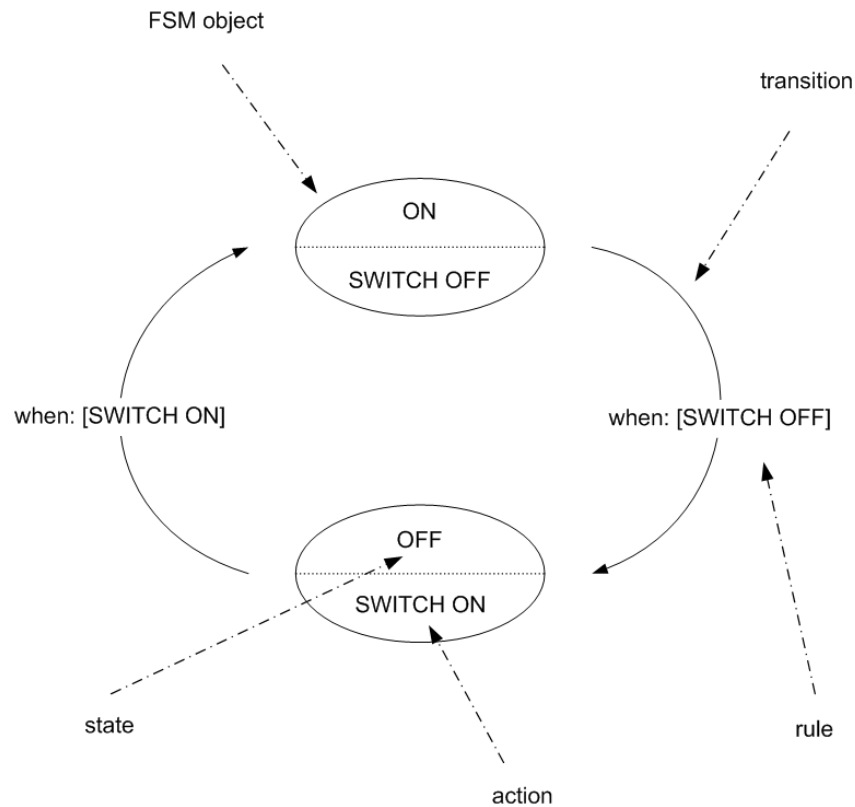 FSM object
transition
ON
SWITCH OFF
when: [SWITCH ON]
when: [SWITCH OFF]
OFF
SWITCH ON
state
rule
action